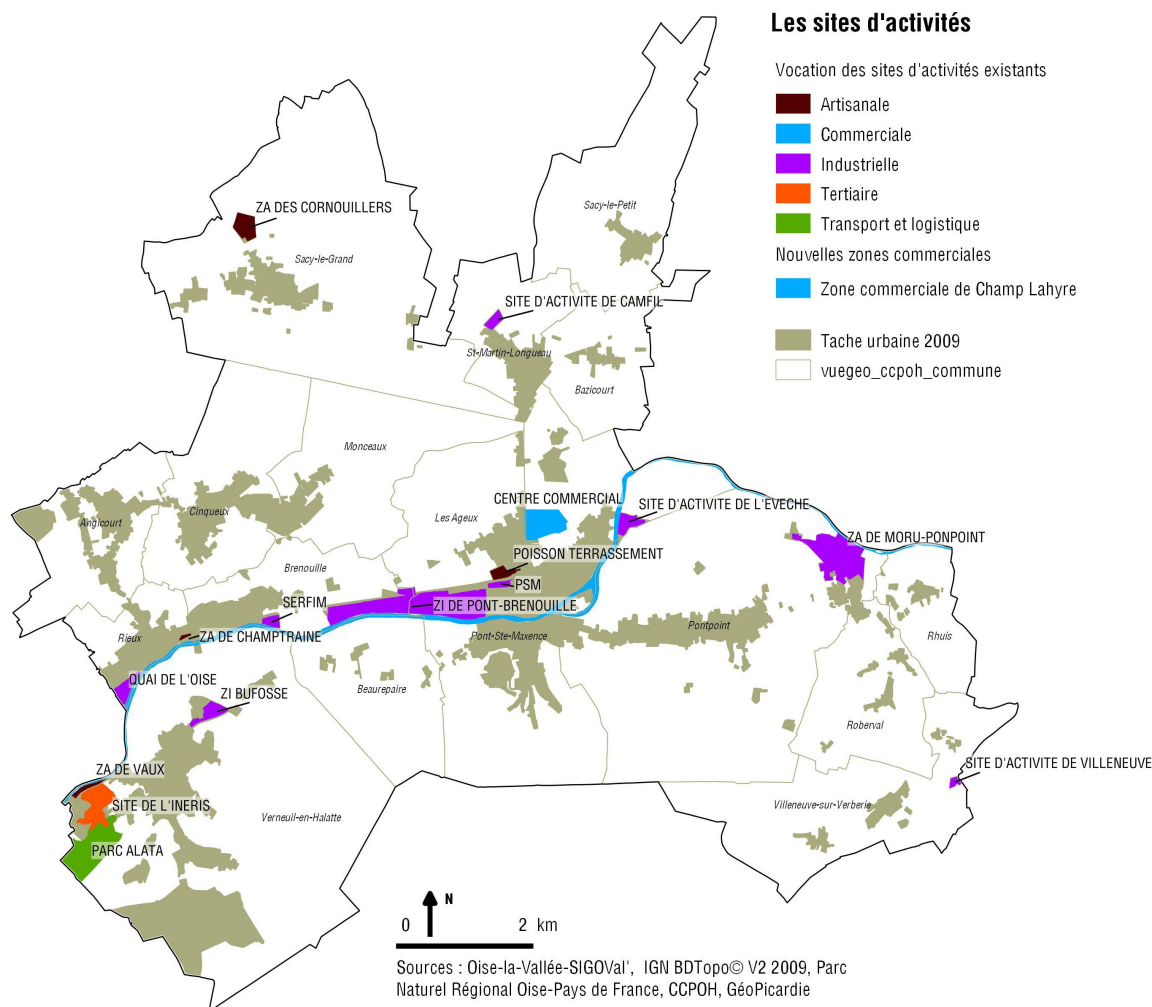 Les sites d'activités
Vocation des sites d'activités existants
Artisanale
Commerciale
Industrielle
Tertiaire
Transport et logistique
Nouvelles zones commerciales
Zone commerciale de Champ Lahyre
Tache urbaine 2009
vuegeo_ccpoh_commune
ZA DES CORNOUILLERS
Sacy-le-Petit
Sacy-le-Grand
SITE D'ACTIVITE DE CAMFIL
St-Martin-Longueau
Bazicourt
Monceaux
CENTRE COMMERCIAL
SITE D'ACTIVITE DE L'EVECHE
Cinqueux
Les Ageux
Angicourt
ZA DE MORU-PONPOINT
POISSON TERRASSEMENT
Brenouille
PSM
SERFIM
ZI DE PONT-BRENOUILLE
Rieux
ZA DE CHAMPTRAINE
Pont-Ste-Maxence
Pontpoint
Rhuis
QUAI DE L'OISE
ZI BUFOSSE
Beaurepaire
Roberval
ZA DE VAUX
SITE D'ACTIVITE DE VILLENEUVE
SITE DE L'INERIS
Verneuil-en-Halatte
Villeneuve-sur-Verberie
PARC ALATA
N
0 2 km
Sources : Oise-la-Vallée-SIGOVal', IGN BDTopo© V2 2009, Parc
Naturel Régional Oise-Pays de France, CCPOH, GéoPicardie